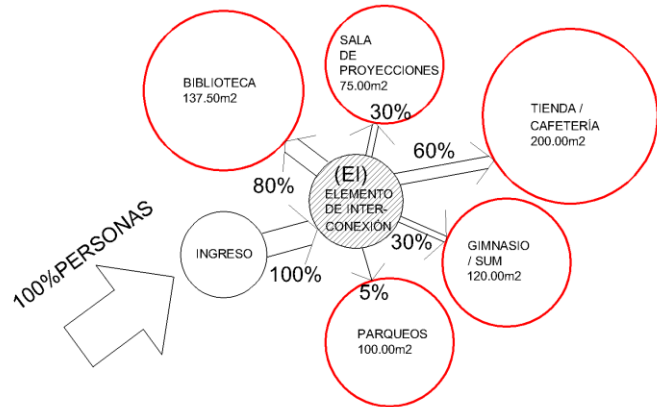 SALA
DE
PROYECCIONES
75.00m2
BIBLIOTECA
137.50m2
TIENDA /
CAFETERÍA
200.00m2
30%
60%
80%
(EI)
ELEMENTO
DE INTER-
CONEXIÓN
100%PERSONAS
INGRESO
100%
30%
GIMNASIO
/ SUM
120.00m2
5%
PARQUEOS
100.00m2